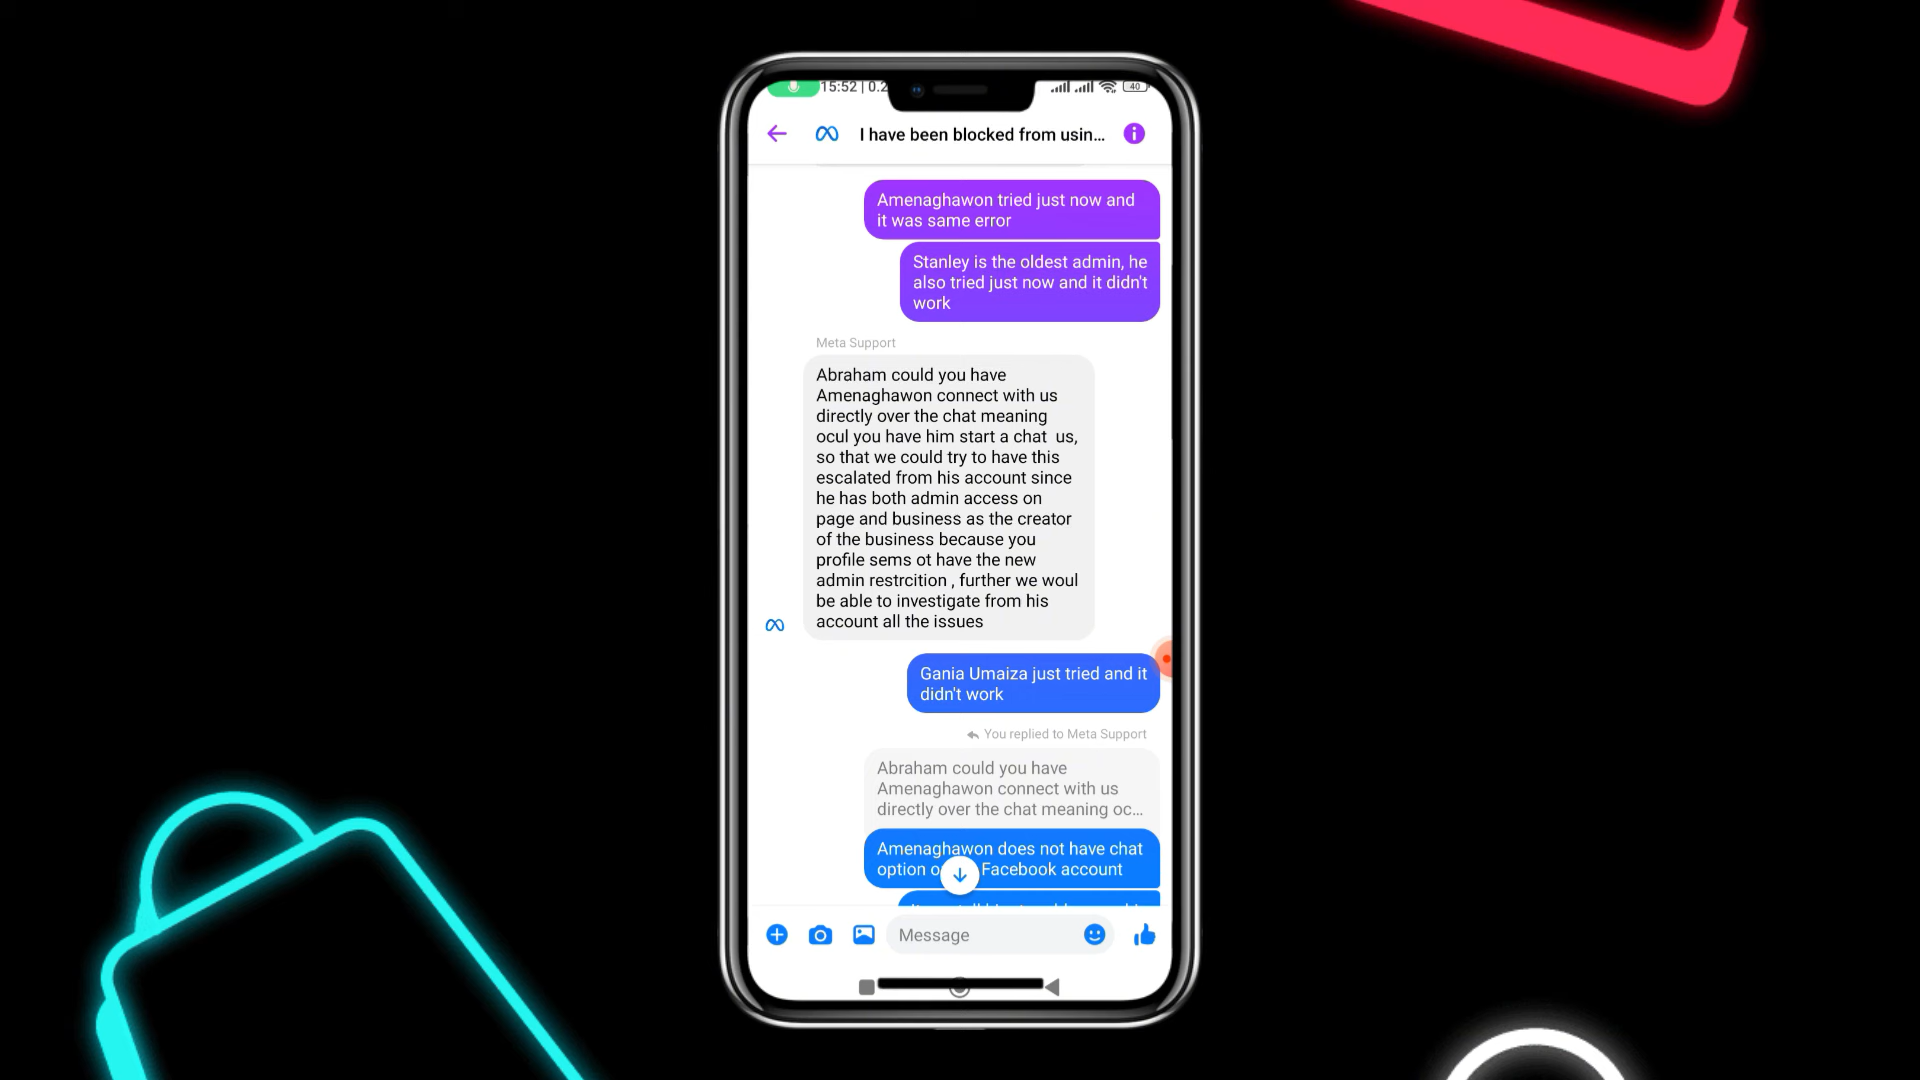 15:52 | 0.2
40
I have been blocked from usin...
Amenaghawon tried just now and
it was same error
Stanley is the oldest admin, he
also tried just now and it didn't
work
Meta Support
Abraham could you have
Amenaghawon connect with us
directly over the chat meaning
ocul you have him start a chat  us,
so that we could try to have this
escalated from his account since
he has both admin access on
page and business as the creator
of the business because you
profile sems ot have the new
admin restrcition , further we woul
be able to investigate from his
account all the issues
Gania Umaiza just tried and it
didn't work
You replied to Meta Support
Abraham could you have
Amenaghawon connect with us
directly over the chat meaning oc...
Amenaghawon does not have chat
option o Facebook account
Message